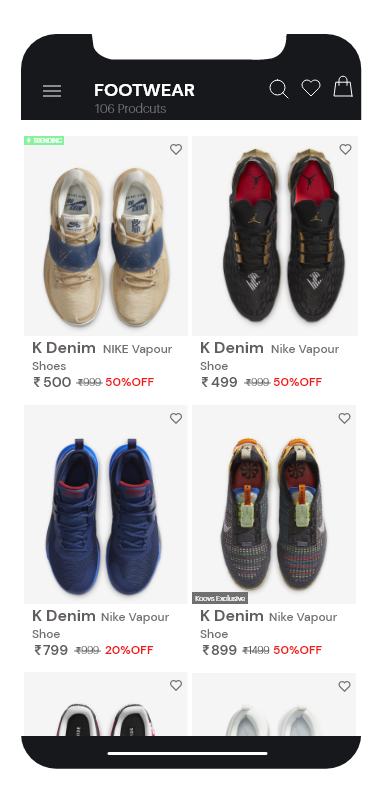 FOOTWEAR
106 Prodcuts
TRENDING
K Denim NIKE Vapour
Shoes
₹ 500 ₹999 50%OFF
K Denim Nike Vapour
Shoe
₹ 499 ₹999 50%OFF
K Denim Nike Vapour
Shoe
₹799 ₹999 20%OFF
Koovs Exclusive
K Denim Nike Vapour
Shoe
₹899 ₹1499 50%OFF